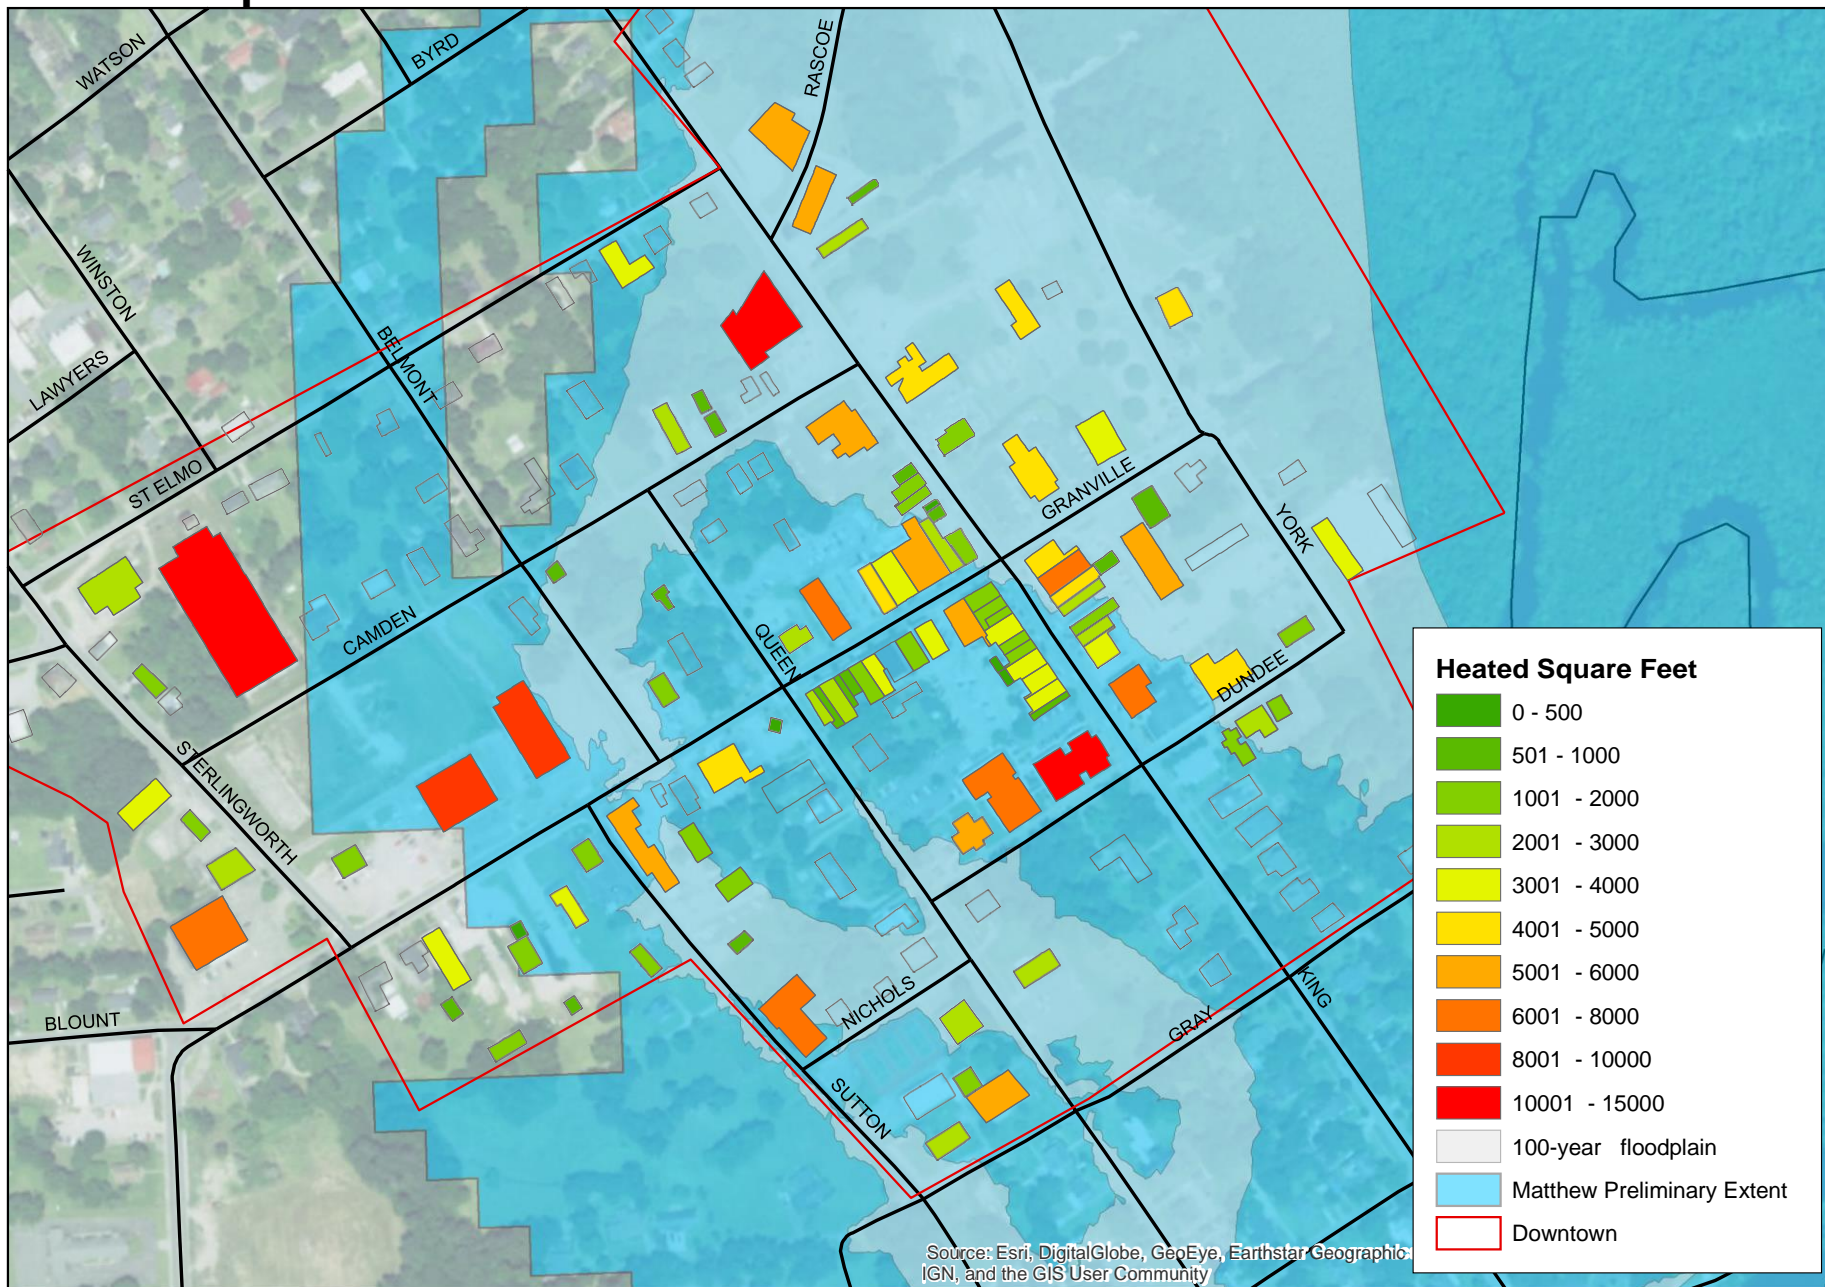 WATSON
BYRD
RASCOE
WINSTON
BELMONT
LAWYERS
ST ELMO
GRANVILLE
YORK
CAMDEN
QUEEN
DUNDEE
STERLINGWORTH
BLOUNT
NICHOLS
KING
GRAY
SUTTON
Heated Square Feet
0 - 500
501 - 1000
1001 - 2000
2001 - 3000
3001 - 4000
4001 - 5000
5001 - 6000
6001 - 8000
8001 - 10000
10001 - 15000
100-year floodplain
Matthew Preliminary Extent
Downtown
Source: Esri, DigitalGlobe, GeoEye, Earthstar Geographic
IGN, and the GIS User Community